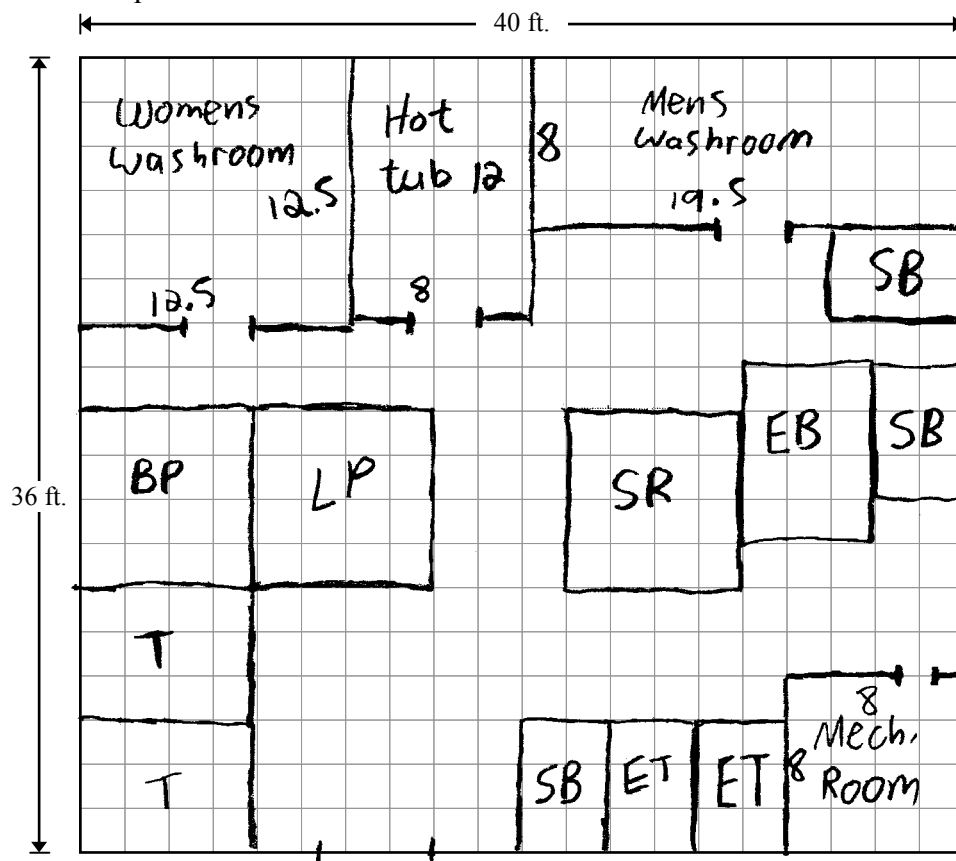 40 ft.
Womens
washroom
12.5
12.5
Hot
tub 12
8
8
Mens
washroom
19.5
SB
36 ft.
BP
LP
SR
EB
SB
T
T
SB
ET
ET
8
8
Mech.
Room